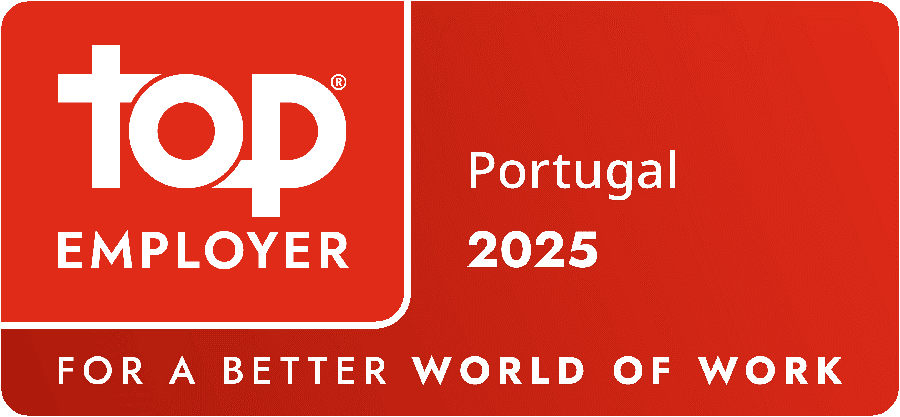 top®
EMPLOYER
Portugal
2025
FOR A BETTER WORLD OF WORK